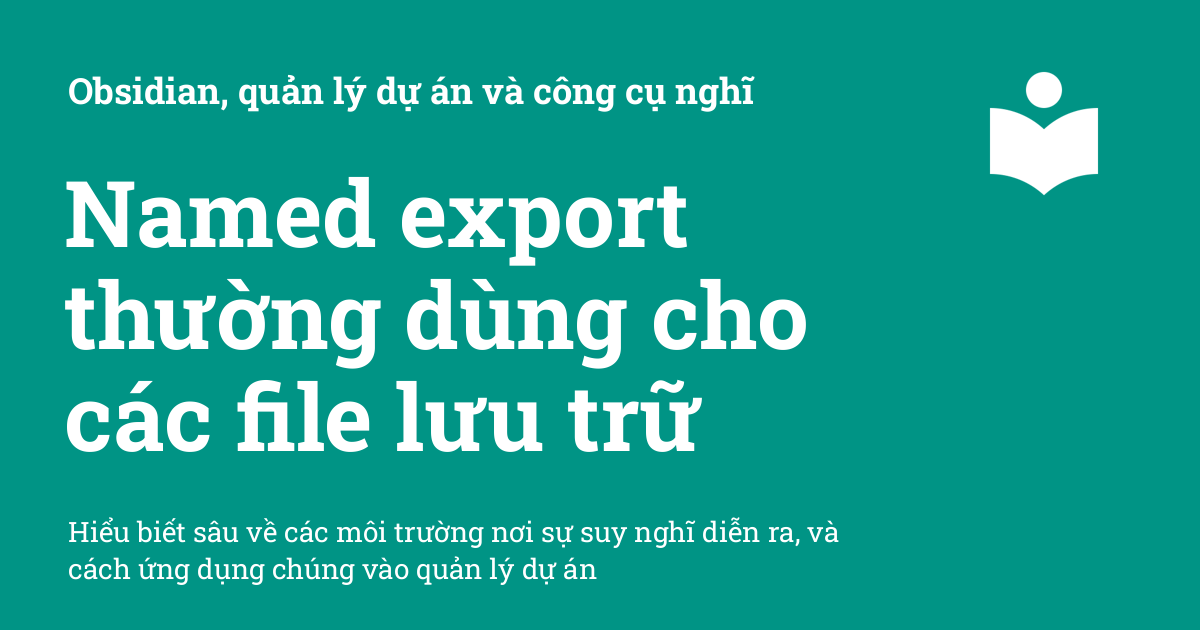 Obsidian, quản lý dự án và công cụ nghĩ
Named export
thường dùng cho
các file lưu trữ
Hiểu biết sâu về các môi trường nơi sự suy nghĩ diễn ra, và
cách ứng dụng chúng vào quản lý dự án